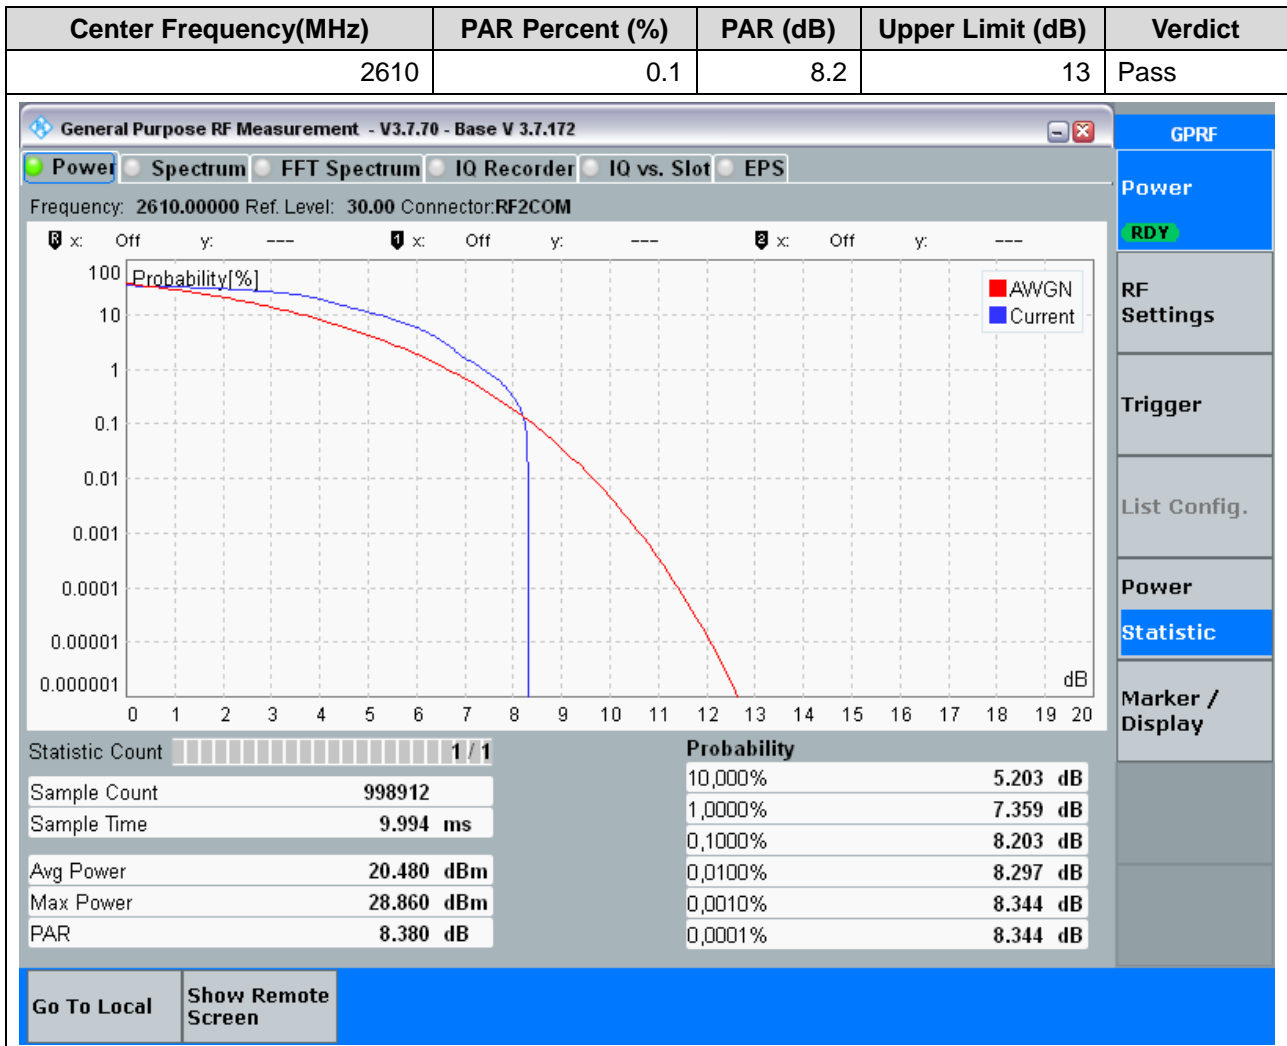 Center Frequency(MHz) PAR Percent (%) PAR (dB) Upper Limit (dB) Verdict
2610 0.1 8.2 13 Pass
General Purpose RF Measurement - V3.7.70 - Base V 3.7.172
GPRF
Power Spectrum FFT Spectrum IQ Recorder IQ vs. Slot EPS
Power
RDY
Frequency: 2610.00000 Ref. Level: 30.00 Connector:RF2COM
R x: Off y: --- 1 x: Off y: --- 2 x: Off y: ---
Probability[%]
AWGN
Current
100
10
1
0.1
0.01
0.001
0.0001
0.00001
0.000001
dB
0 1 2 3 4 5 6 7 8 9 10 11 12 13 14 15 16 17 18 19 20
RF
Settings
Trigger
List Config.
Power
Statistic
Marker /
Display
Statistic Count 1 / 1
Sample Count 998912
Sample Time 9.994 ms
Avg Power 20.480 dBm
Max Power 28.860 dBm
PAR 8.380 dB
Probability
10,000% 5.203 dB
1,0000% 7.359 dB
0,1000% 8.203 dB
0,0100% 8.297 dB
0,0010% 8.344 dB
0,0001% 8.344 dB
Go To Local
Show Remote
Screen